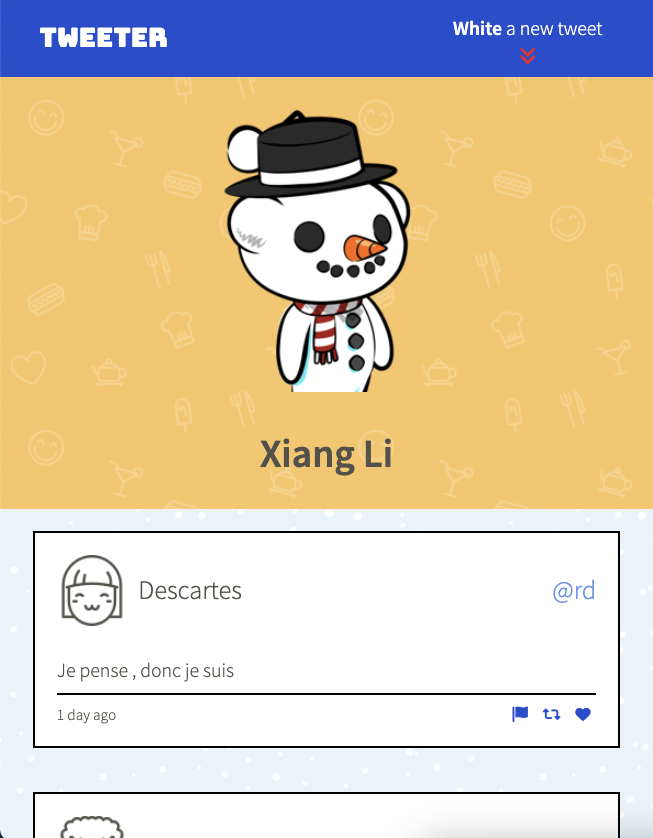 TWEETER
White a new tweet
Xiang Li
Descartes
@rd
Je pense , donc je suis
1 day ago